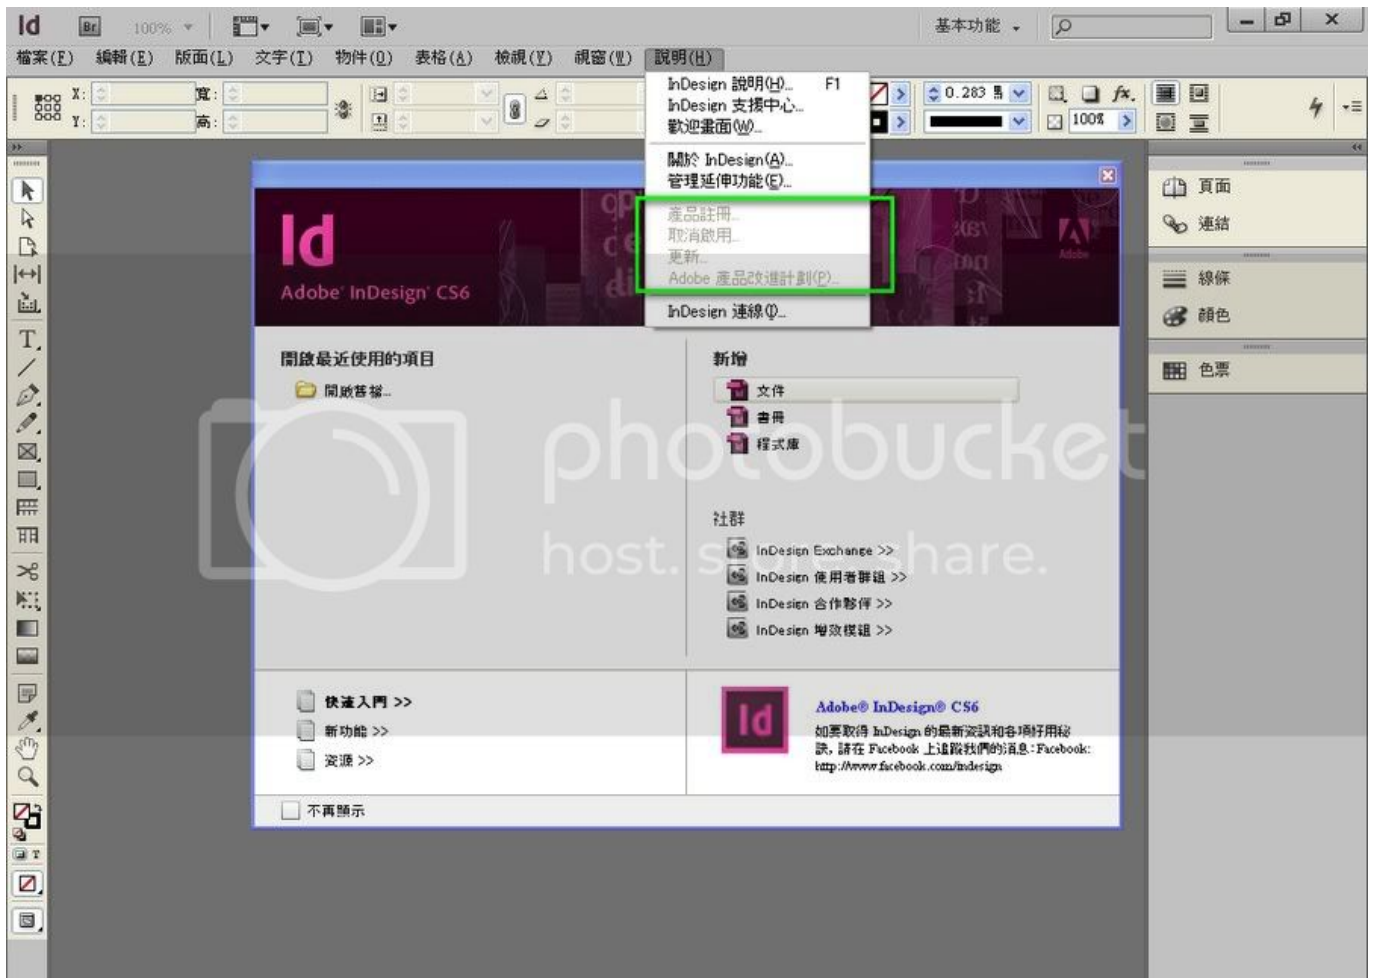 Id Br 100% 基本功能
檔案(F) 編輯(E) 版面(L) 文字(T) 物件(O) 表格(A) 檢視(V) 視窗(W) 說明(H)
X: 寬: 0.283 fx.
Y: 高: 100%
InDesign 說明(H)... F1
InDesign 支援中心...
歡迎畫面(W)...
關於 InDesign(A)...
管理延伸功能(E)...
產品註冊...
取消啟用...
更新...
Adobe 產品改進計劃(P)...
InDesign 連線(I)...
Id
Adobe® InDesign® CS6
Adobe
頁面
連結
線條
顏色
色票
開啟最近使用的項目
開啟舊檔...
新增
文件
書冊
程式庫
社群
InDesign Exchange >>
InDesign 使用者群組 >>
InDesign 合作夥伴 >>
InDesign 增效模組 >>
快速入門 >>
新功能 >>
資源 >>
Id
Adobe® InDesign® CS6
如要取得 InDesign 的最新資訊和各項好用秘
訣，請在 Facebook 上追蹤我們的消息：Facebook:
http://www.facebook.com/indesign
不再顯示
photobucket
host. store. share.